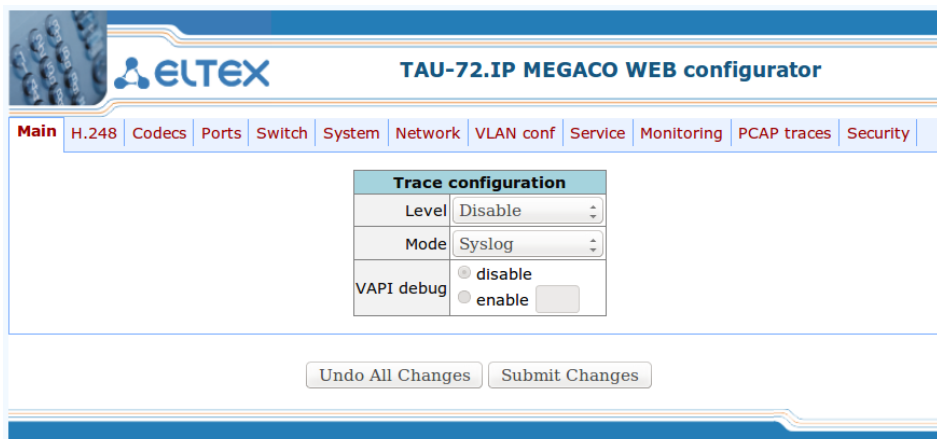 ELTEX
TAU-72.IP MEGACO WEB configurator
Main H.248 Codecs Ports Switch System Network VLAN conf Service Monitoring PCAP traces Security
Trace configuration
Level Disable
Mode Syslog
VAPI debug disable
enable
Undo All Changes Submit Changes